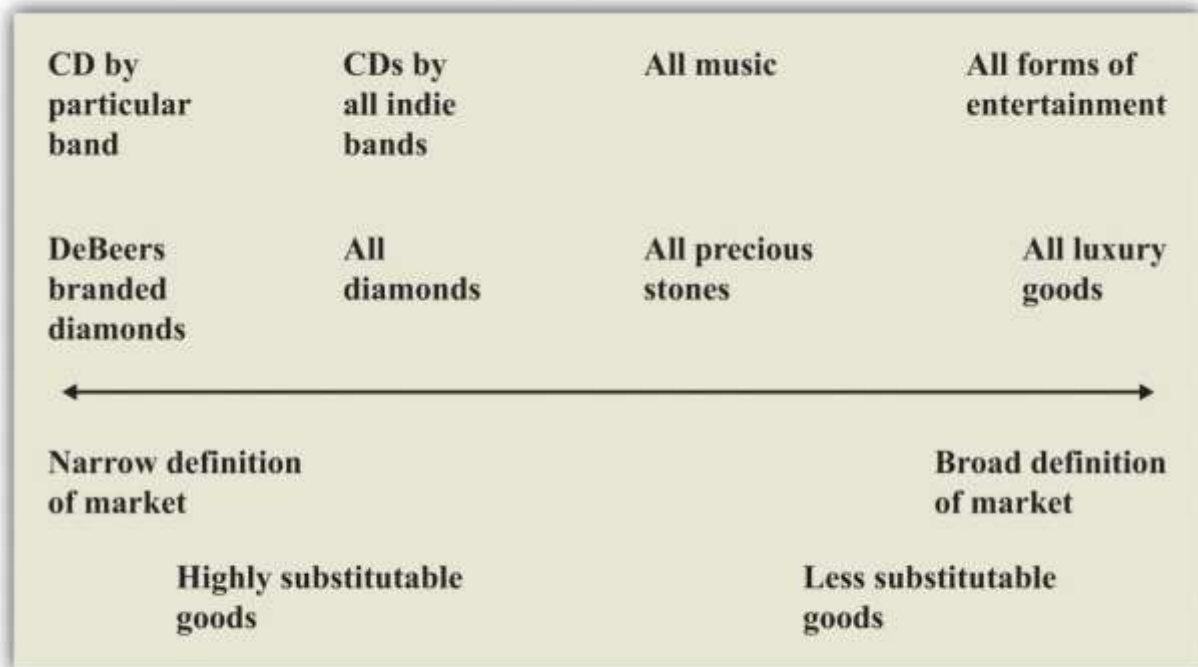 CD by
particular
band
CDs by
all indie
bands
All music
All forms of
entertainment
DeBeers
branded
diamonds
All
diamonds
All precious
stones
All luxury
goods
Narrow definition
of market
Broad definition
of market
Highly substitutable
goods
Less substitutable
goods